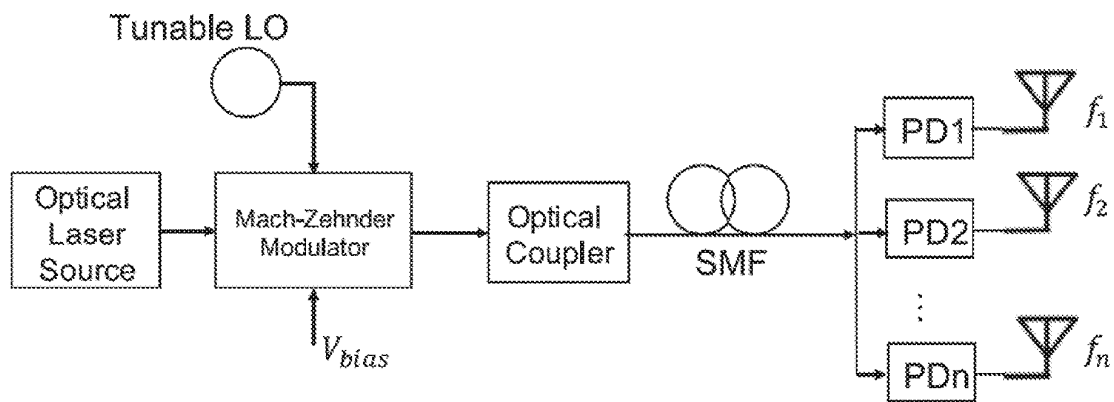 Tunable LO
Optical
Laser
Source
Mach-Zehnder
Modulator
V_bias
Optical
Coupler
SMF
PD1
f_1
PD2
f_2
⋮
PDn
f_n